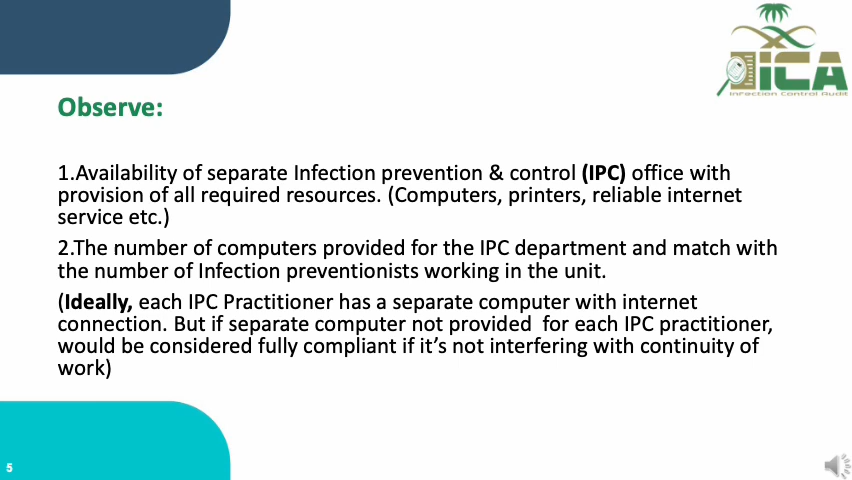 ICA
Infection Control Audit
Observe:
1.Availability of separate Infection prevention & control (IPC) office with
provision of all required resources. (Computers, printers, reliable internet
service etc.)
2.The number of computers provided for the IPC department and match with
the number of Infection preventionists working in the unit.
(Ideally, each IPC Practitioner has a separate computer with internet
connection. But if separate computer not provided  for each IPC practitioner,
would be considered fully compliant if it’s not interfering with continuity of
work)
5